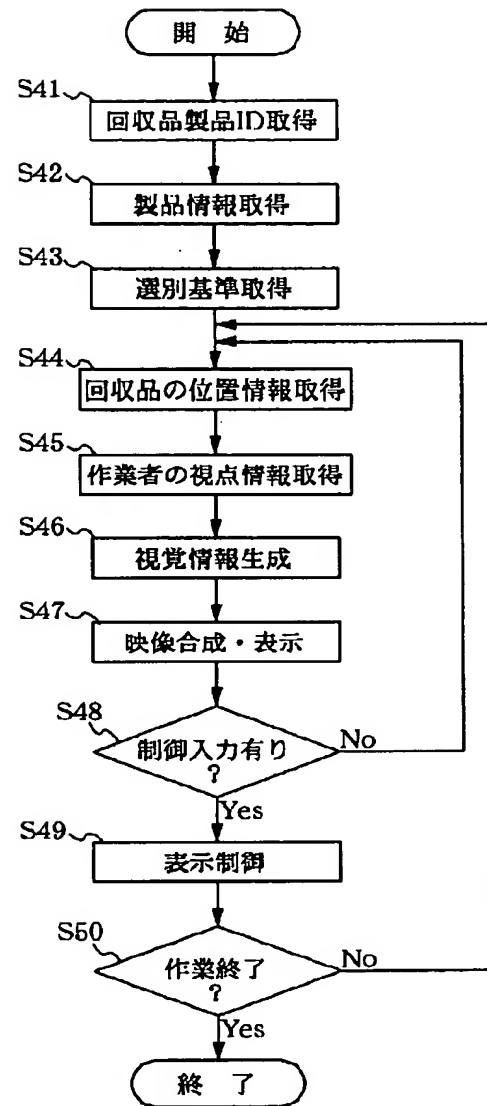 開 始
S41
回収品製品ID取得
S42
製品情報取得
S43
選別基準取得
S44
回収品の位置情報取得
S45
作業者の視点情報取得
S46
視覚情報生成
S47
映像合成・表示
S48
制御入力有り
?
No
Yes
S49
表示制御
S50
作業終了
?
No
Yes
終 了